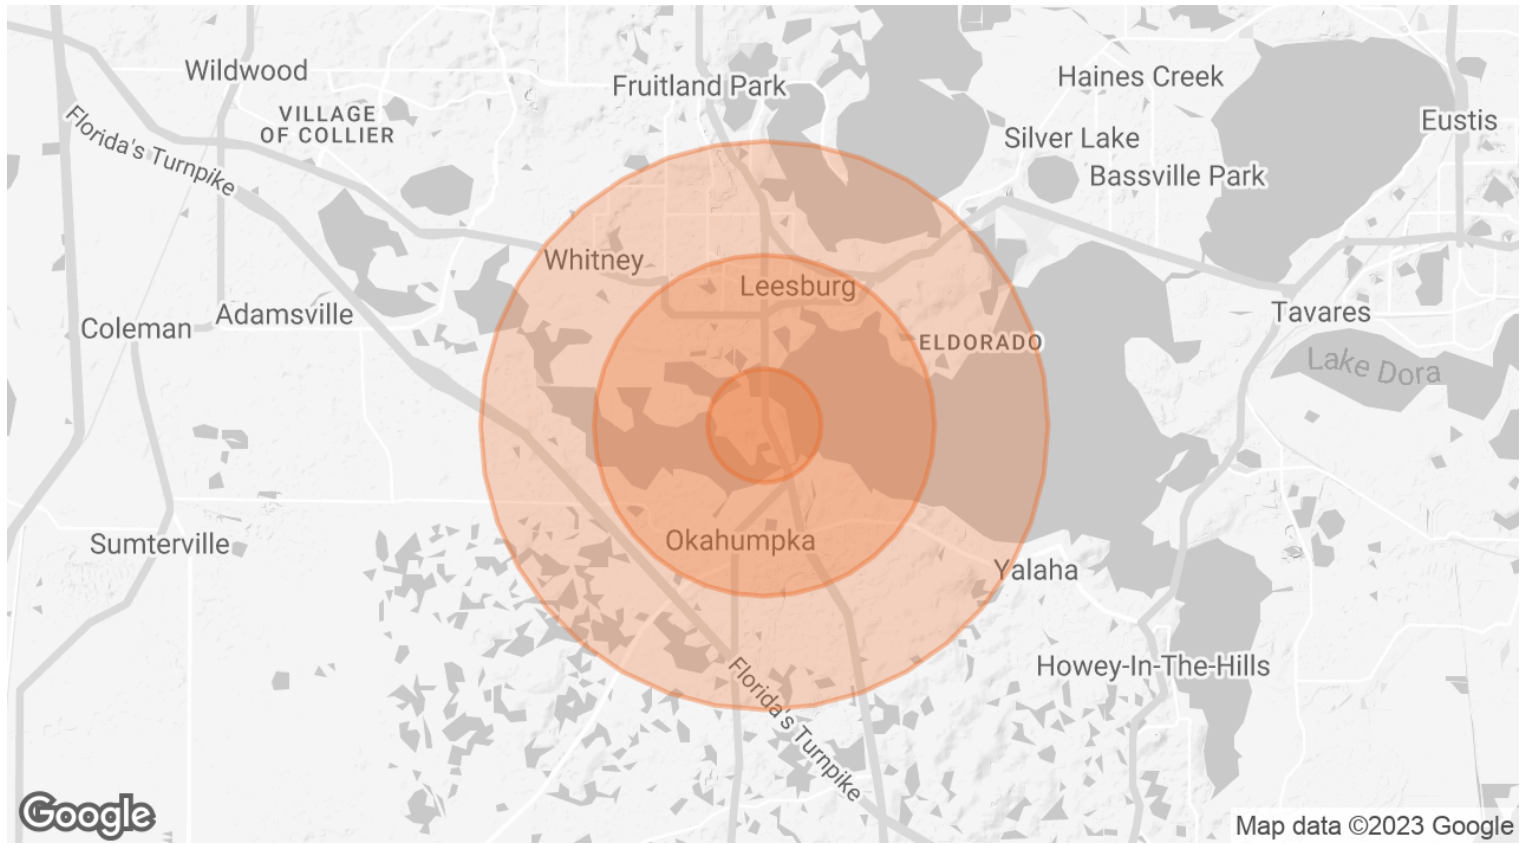 Wildwood
Fruitland Park
Haines Creek
VILLAGE
OF COLLIER
Eustis
Florida's Turnpike
Silver Lake
Bassville Park
Whitney
Leesburg
Adamsville
Coleman
Tavares
ELDORADO
Lake Dora
Sumterville
Okahumpka
Yalaha
Howey-In-The-Hills
Florida's Turnpike
Google
Map data ©2023 Google